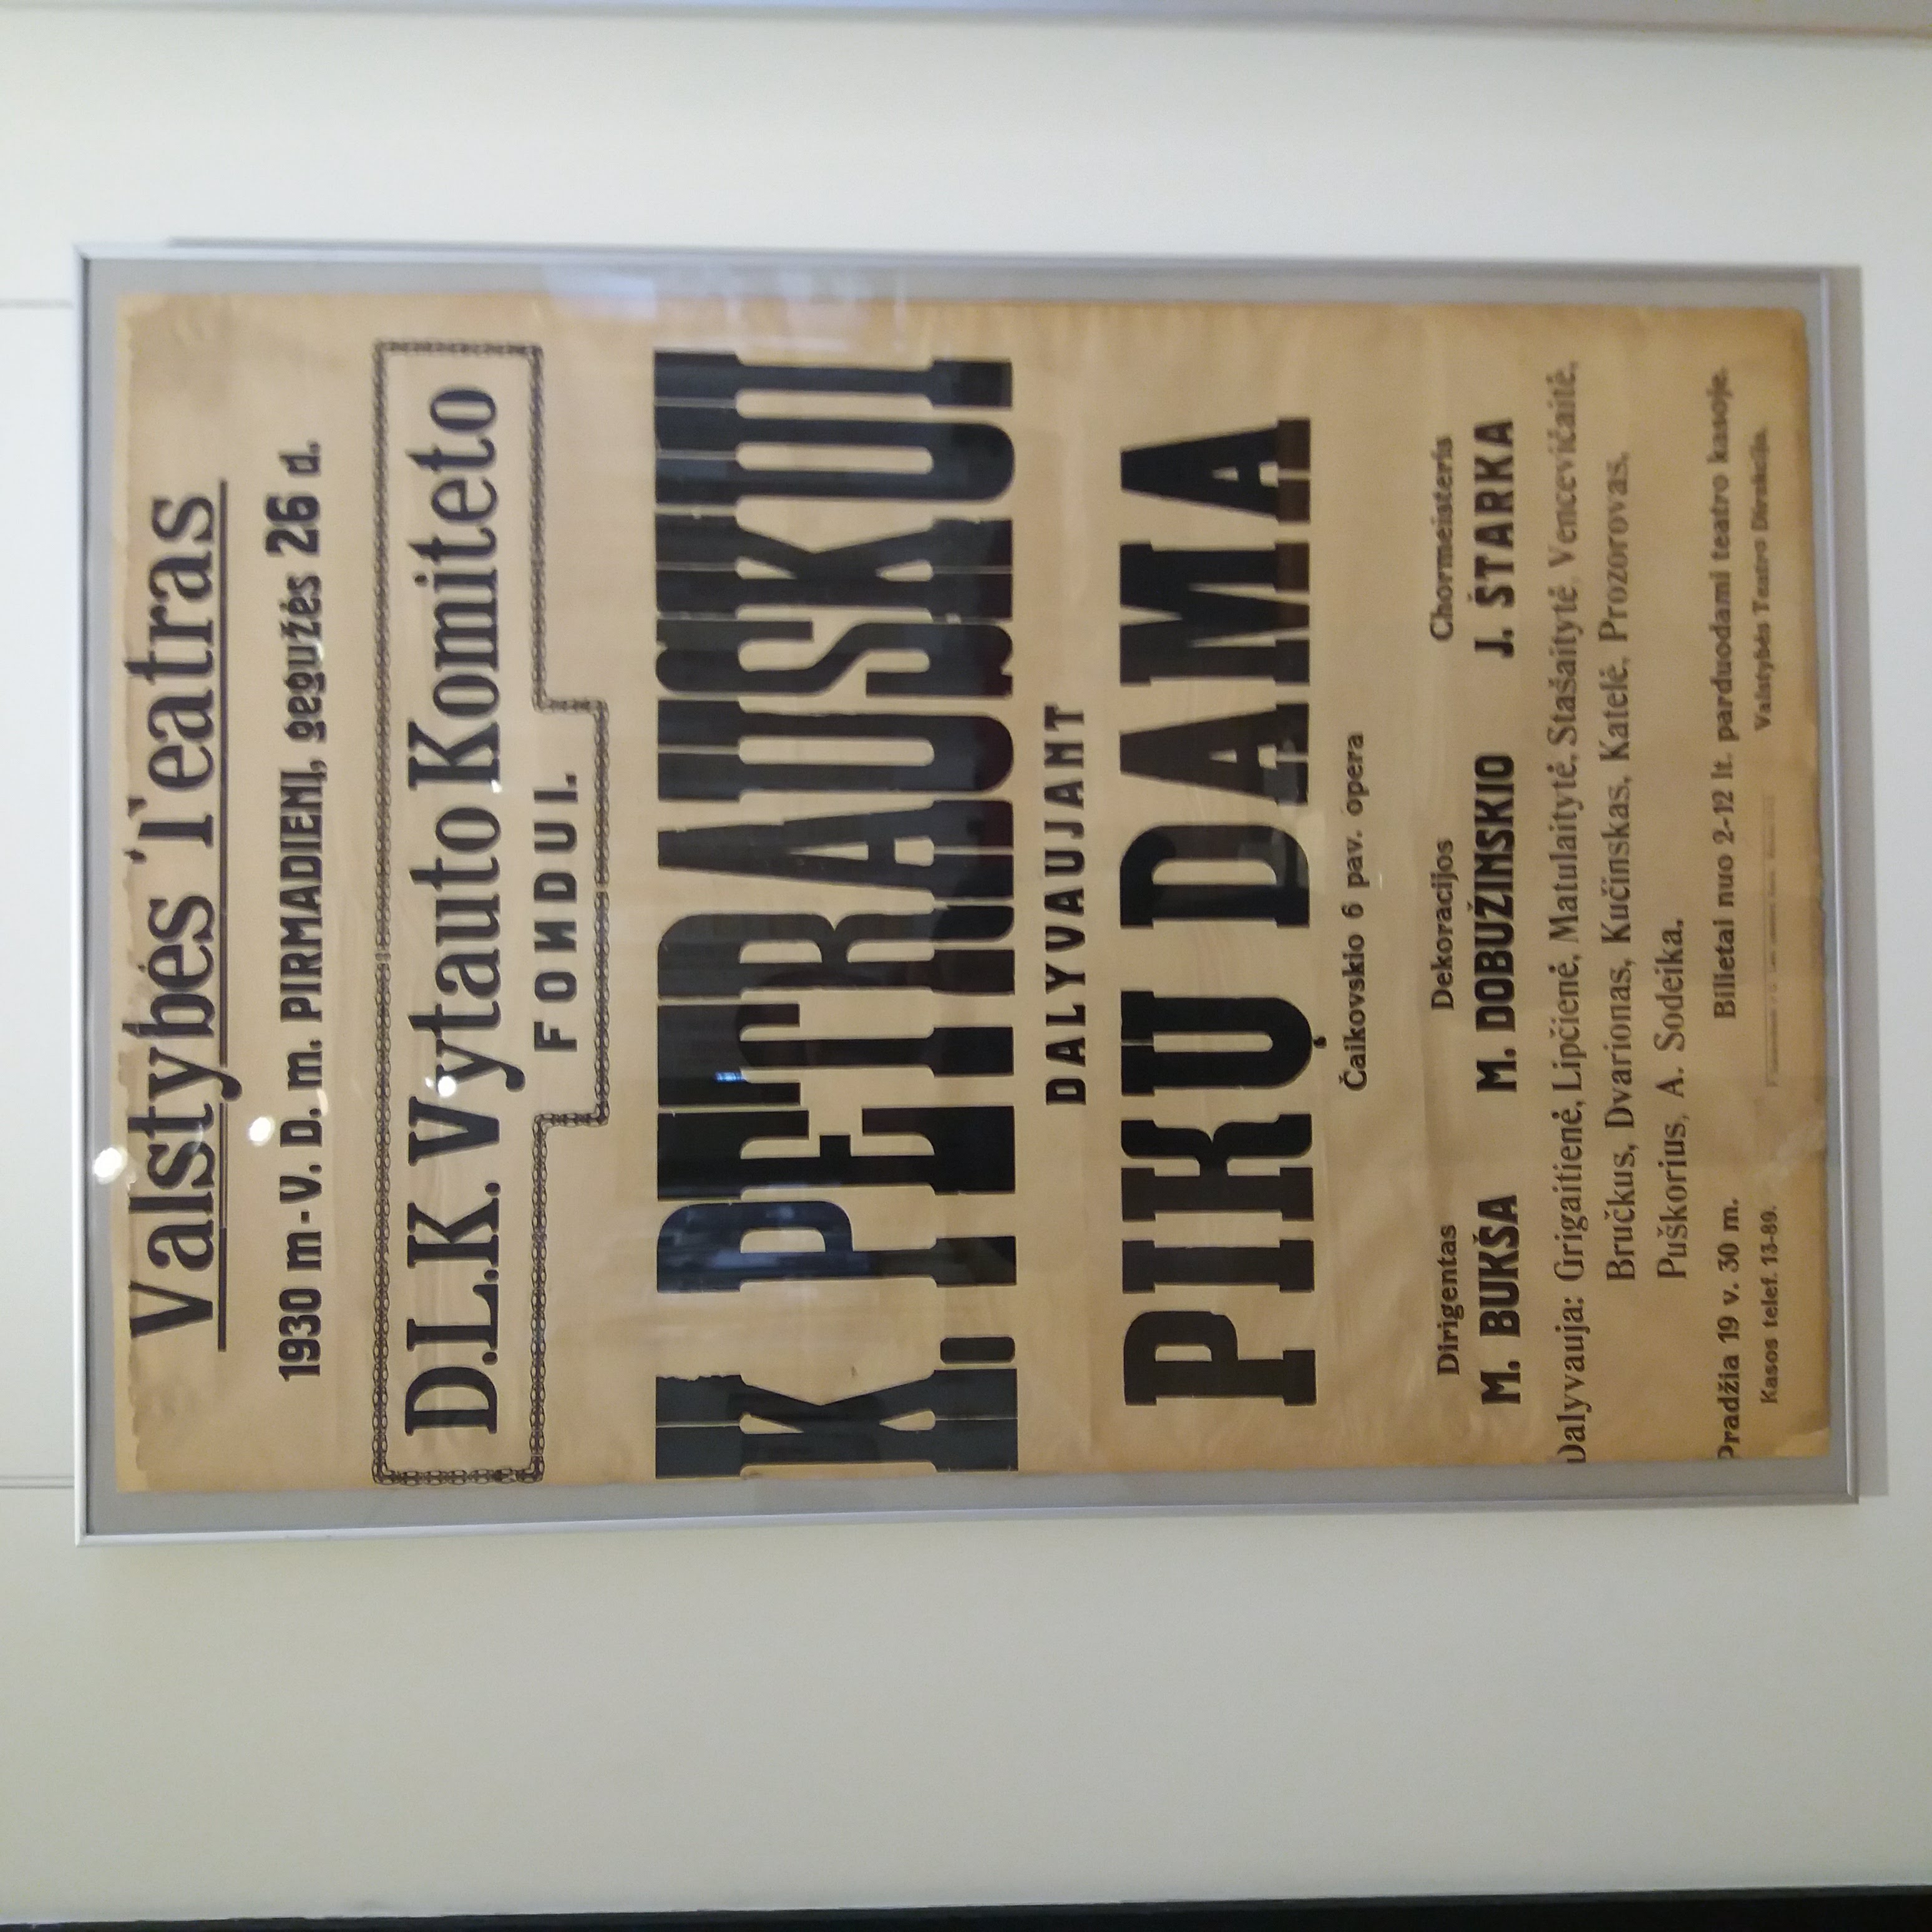 Valstybės Teatras
1930 m-V. D. m. PIRMADIENĮ, gegužės 26 d.
D.L.K. Vytauto Komiteto
FONDUI.
K. PETRAUSKUI
DALYVAUJANT
PIKŲ DAMA
Čaikovskio 6 pav. opera
Dirigentas Dekoracijos Chormeisteris
M. BUKŠA M. DOBUŽINSKIO J. ŠTARKA
Dalyvauja: Grigaitienė, Lipčienė, Matulaitytė, Stašaitytė, Vencevičaitė,
Bručkus, Dvarionas, Kučinskas, Katelė, Prozorovas,
Puškorius, A. Sodeika.
Pradžia 19 v. 30 m. Bilietai nuo 2-12 lt. parduodami teatro kasoje.
Kasos telef. 13-89. Valstybės Teatro Direkcija.